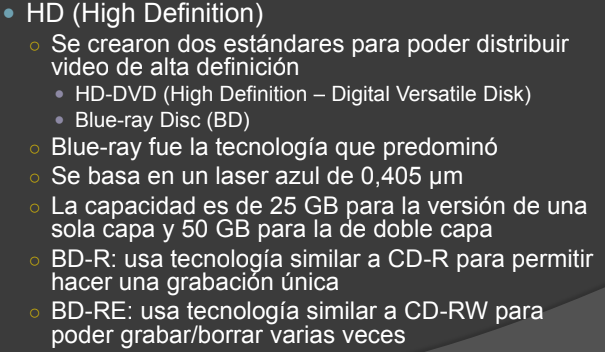 HD (High Definition)
Se crearon dos estándares para poder distribuir
video de alta definición
HD-DVD (High Definition – Digital Versatile Disk)
Blue-ray Disc (BD)
Blue-ray fue la tecnología que predominó
Se basa en un laser azul de 0,405 μm
La capacidad es de 25 GB para la versión de una
sola capa y 50 GB para la de doble capa
BD-R: usa tecnología similar a CD-R para permitir
hacer una grabación única
BD-RE: usa tecnología similar a CD-RW para
poder grabar/borrar varias veces